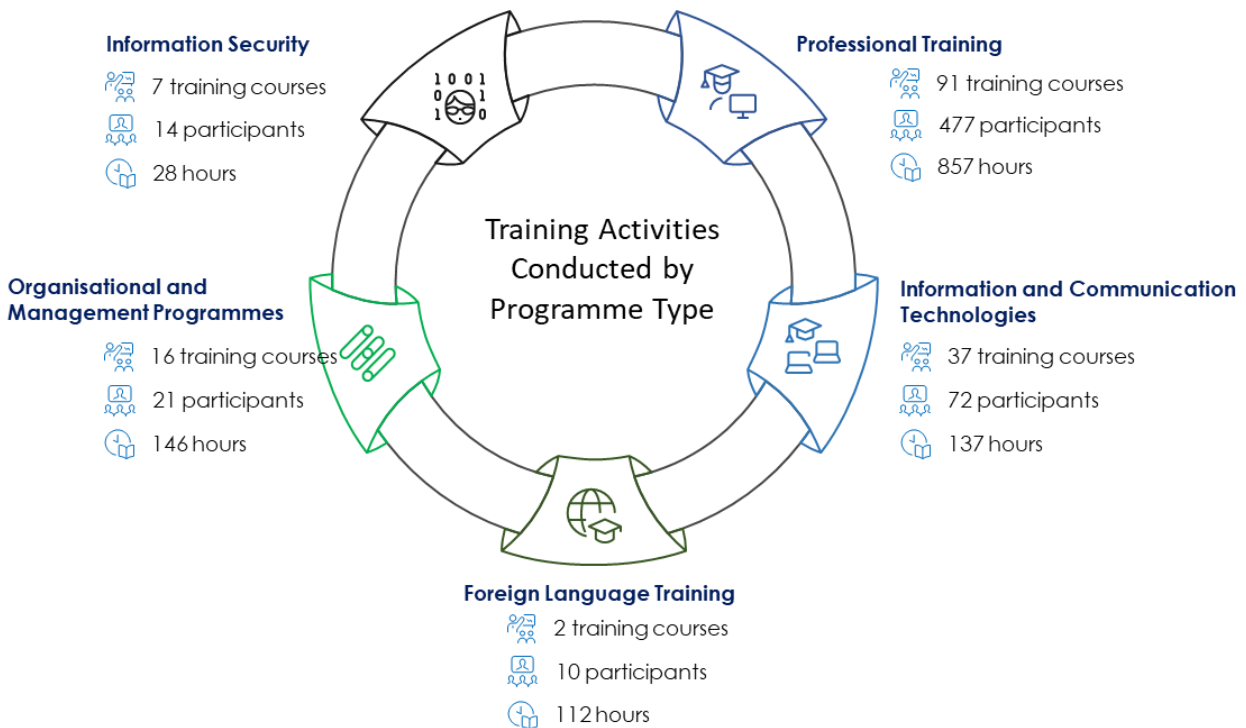 Information Security
7 training courses
14 participants
28 hours
1 0 0 1
0 1
1 0
Professional Training
91 training courses
477 participants
857 hours
Training Activities
Conducted by
Programme Type
Organisational and
Management Programmes
16 training courses
21 participants
146 hours
Information and Communication
Technologies
37 training courses
72 participants
137 hours
Foreign Language Training
2 training courses
10 participants
112 hours